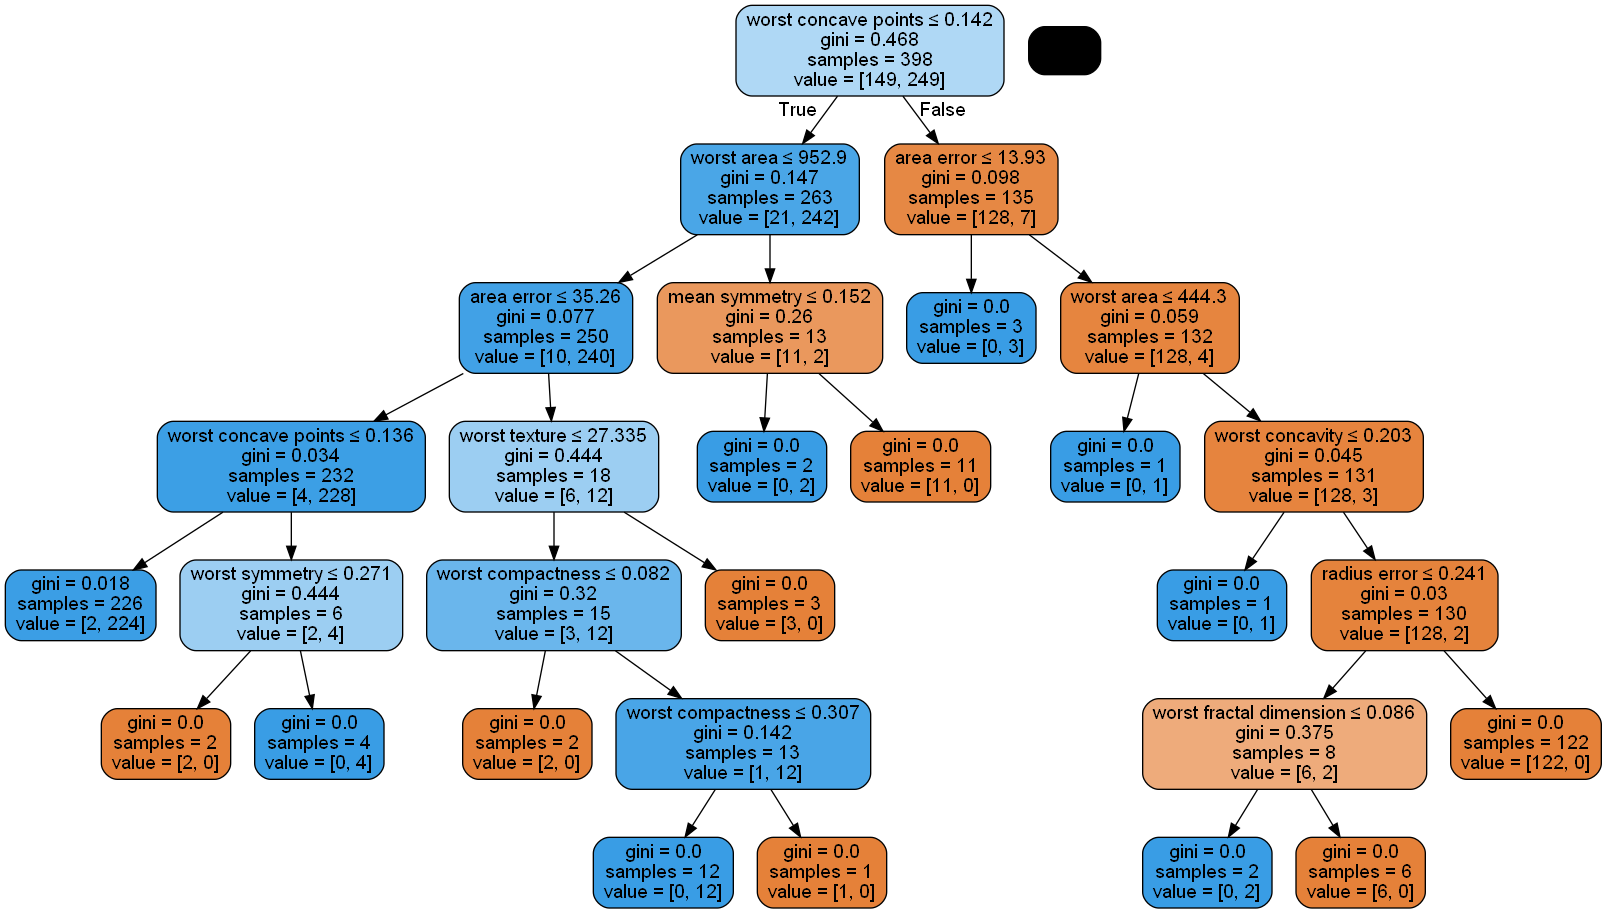 worst concave points ≤ 0.142
gini = 0.468
samples = 398
value = [149, 249]
True
False
worst area ≤ 952.9
gini = 0.147
samples = 263
value = [21, 242]
area error ≤ 13.93
gini = 0.098
samples = 135
value = [128, 7]
area error ≤ 35.26
gini = 0.077
samples = 250
value = [10, 240]
mean symmetry ≤ 0.152
gini = 0.26
samples = 13
value = [11, 2]
gini = 0.0
samples = 3
value = [0, 3]
worst area ≤ 444.3
gini = 0.059
samples = 132
value = [128, 4]
worst concave points ≤ 0.136
gini = 0.034
samples = 232
value = [4, 228]
worst texture ≤ 27.335
gini = 0.444
samples = 18
value = [6, 12]
gini = 0.0
samples = 2
value = [0, 2]
gini = 0.0
samples = 11
value = [11, 0]
gini = 0.0
samples = 1
value = [0, 1]
worst concavity ≤ 0.203
gini = 0.045
samples = 131
value = [128, 3]
gini = 0.018
samples = 226
value = [2, 224]
worst symmetry ≤ 0.271
gini = 0.444
samples = 6
value = [2, 4]
worst compactness ≤ 0.082
gini = 0.32
samples = 15
value = [3, 12]
gini = 0.0
samples = 3
value = [3, 0]
gini = 0.0
samples = 1
value = [0, 1]
radius error ≤ 0.241
gini = 0.03
samples = 130
value = [128, 2]
gini = 0.0
samples = 2
value = [2, 0]
gini = 0.0
samples = 4
value = [0, 4]
gini = 0.0
samples = 2
value = [2, 0]
worst compactness ≤ 0.307
gini = 0.142
samples = 13
value = [1, 12]
worst fractal dimension ≤ 0.086
gini = 0.375
samples = 8
value = [6, 2]
gini = 0.0
samples = 122
value = [122, 0]
gini = 0.0
samples = 12
value = [0, 12]
gini = 0.0
samples = 1
value = [1, 0]
gini = 0.0
samples = 2
value = [0, 2]
gini = 0.0
samples = 6
value = [6, 0]